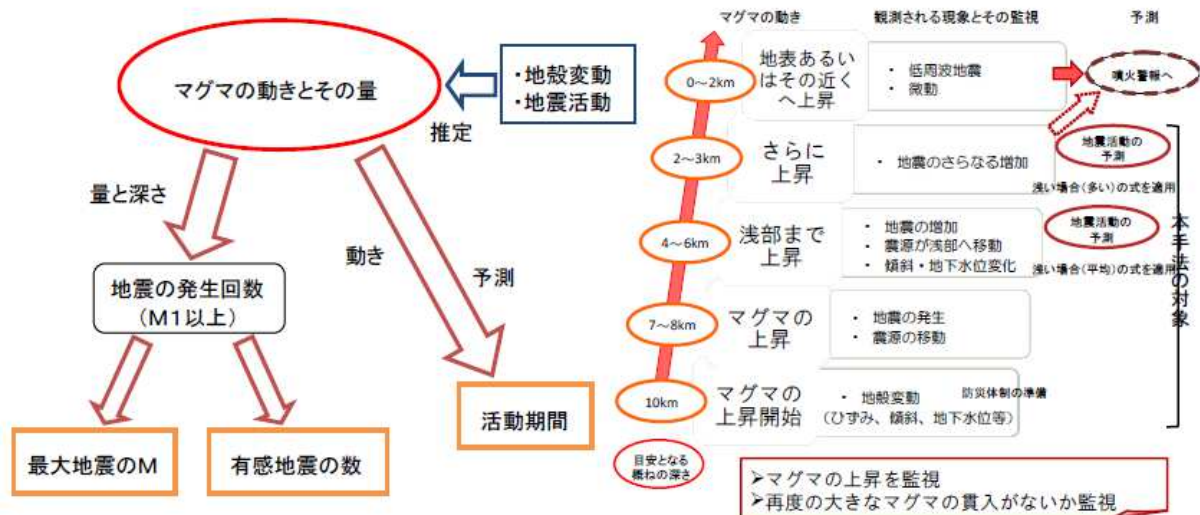 マグマの動きとその量
・地殻変動
・地震活動
推定
量と深さ
動き
予測
地震の発生回数
(M1以上)
最大地震のM
有感地震の数
活動期間
マグマの動き
観測される現象とその監視
予測
0～2km
地表あるい
はその近く
へ上昇
・ 低周波地震
・ 微動
噴火警報へ
2～3km
さらに
上昇
・ 地震のさらなる増加
地震活動の
予測
浅い場合(多い)の式を適用
4～6km
浅部まで
上昇
・ 地震の増加
・ 震源が浅部へ移動
・ 傾斜・地下水位変化
地震活動の
予測
浅い場合(平均)の式を適用
7～8km
マグマの
上昇
・ 地震の発生
・ 震源の移動
10km
マグマの
上昇開始
・ 地殻変動
(ひずみ、傾斜、地下水位等)
防災体制の準備
本手法の対象
目安となる
概ねの深さ
➤マグマの上昇を監視
➤再度の大きなマグマの貫入がないか監視